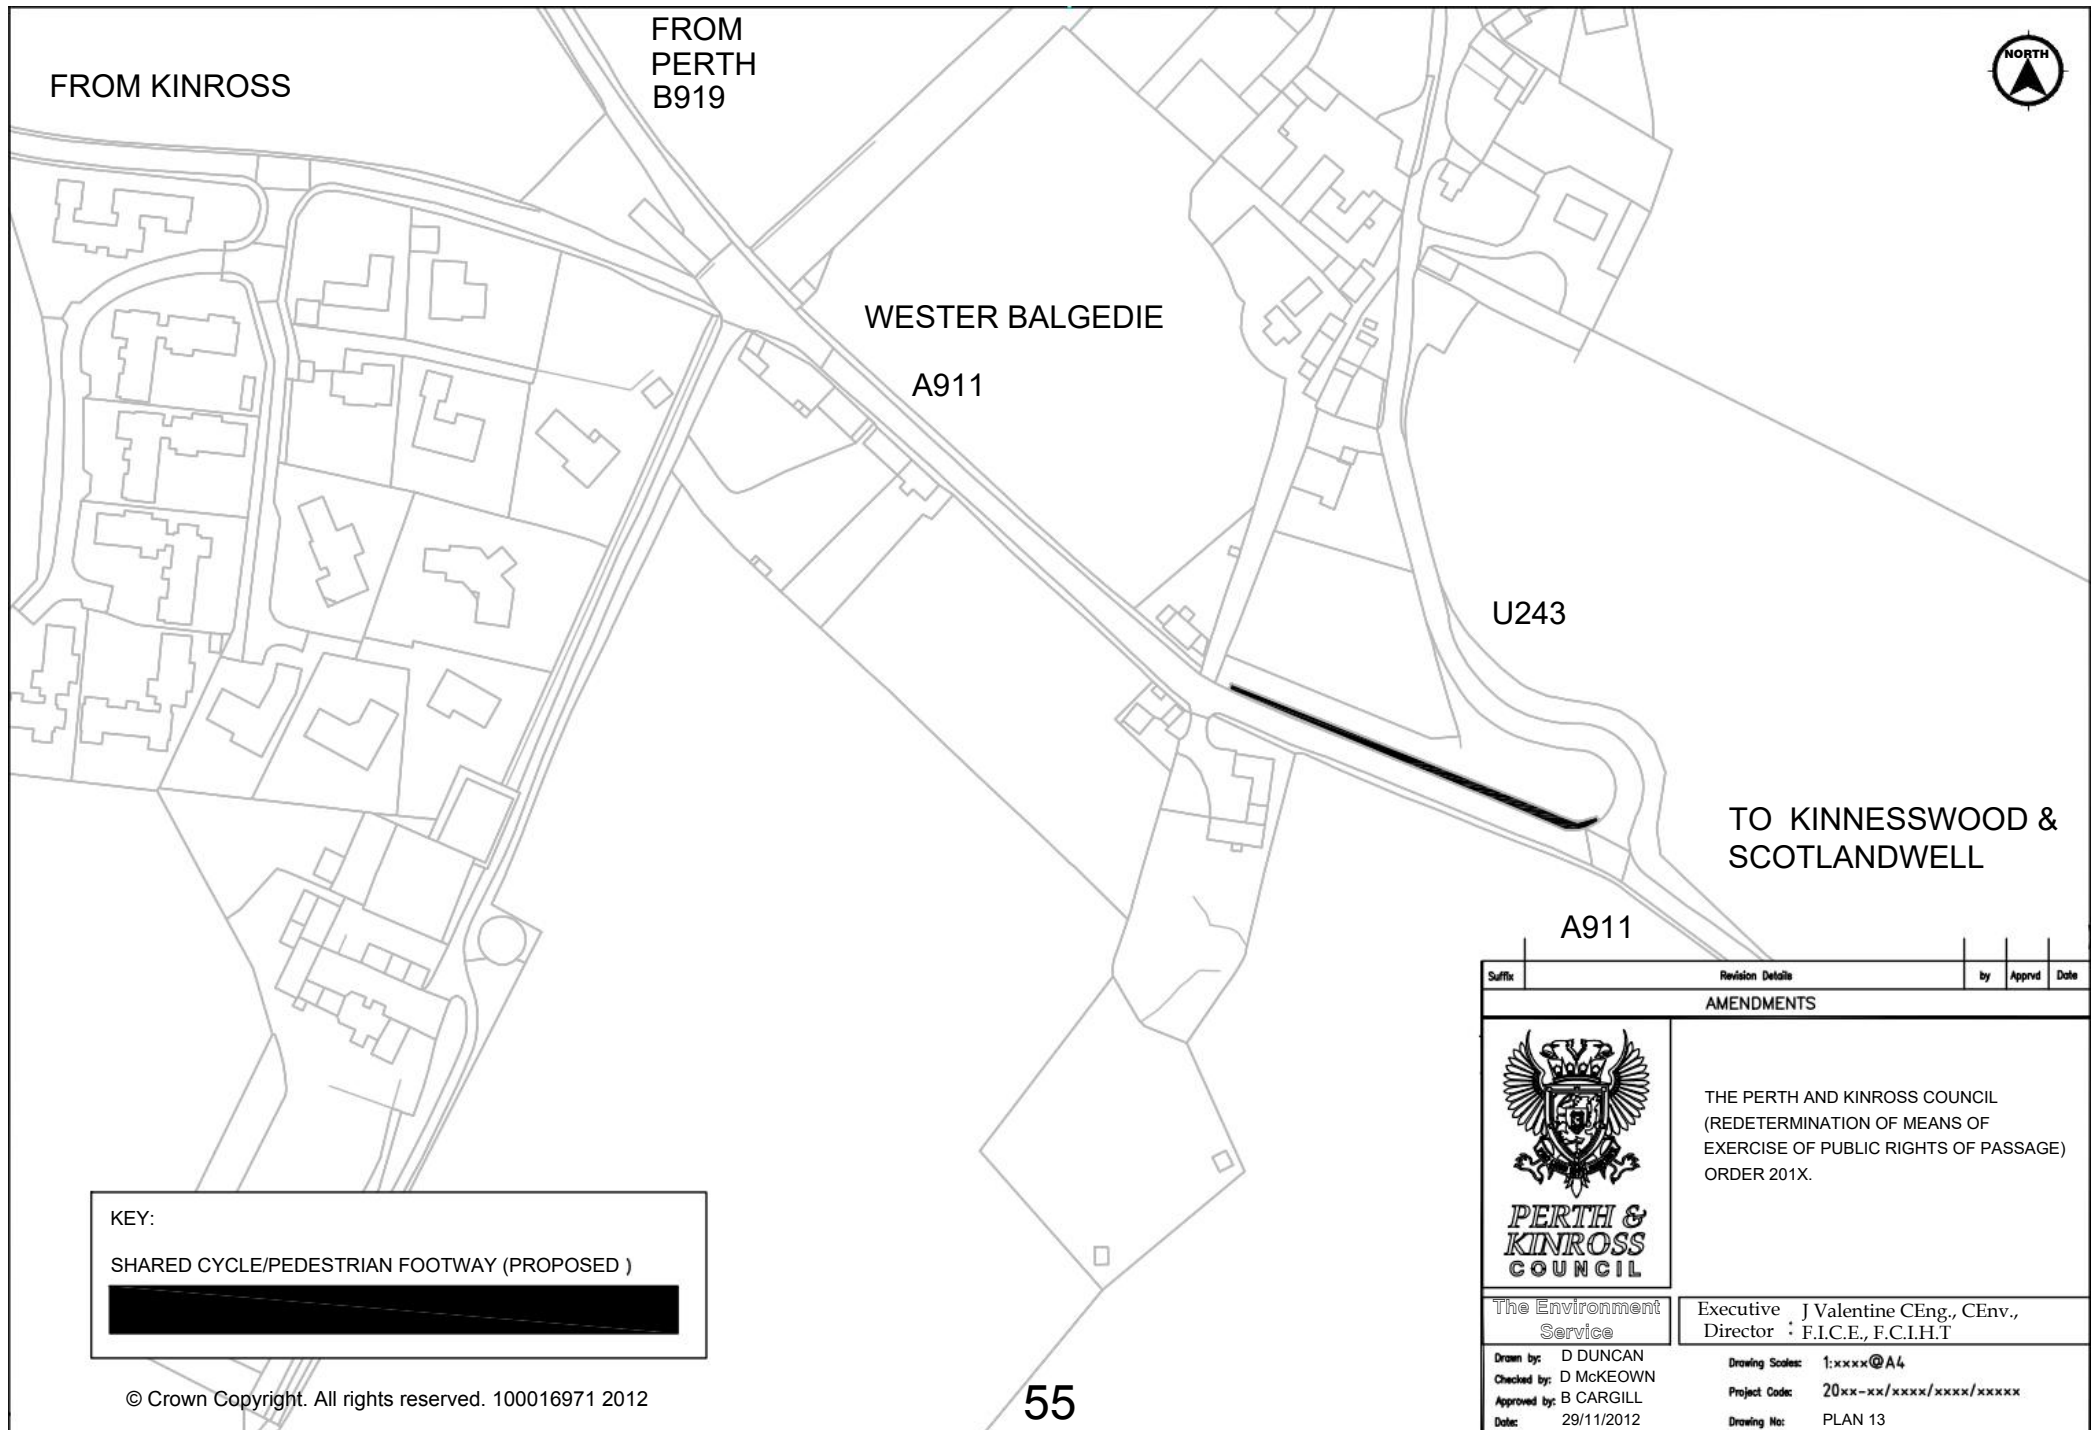 FROM KINROSS
FROM
PERTH
B919
NORTH
WESTER BALGEDIE
A911
U243
TO KINNESSWOOD &
SCOTLANDWELL
A911
Suffix Revision Details by Apprvd Date
AMENDMENTS
THE PERTH AND KINROSS COUNCIL
(REDETERMINATION OF MEANS OF
EXERCISE OF PUBLIC RIGHTS OF PASSAGE)
ORDER 201X.
PERTH &
KINROSS
COUNCIL
The Environment
Service
Executive
Director :
J Valentine CEng., CEnv.,
F.I.C.E., F.C.I.H.T
Drawn by: D DUNCAN
Checked by: D McKEOWN
Approved by: B CARGILL
Date: 29/11/2012
Drawing Scales: 1:xxxx@A4
Project Code: 20xx-xx/xxxx/xxxx/xxxxx
Drawing No: PLAN 13
KEY:
SHARED CYCLE/PEDESTRIAN FOOTWAY (PROPOSED )
© Crown Copyright. All rights reserved. 100016971 2012
55